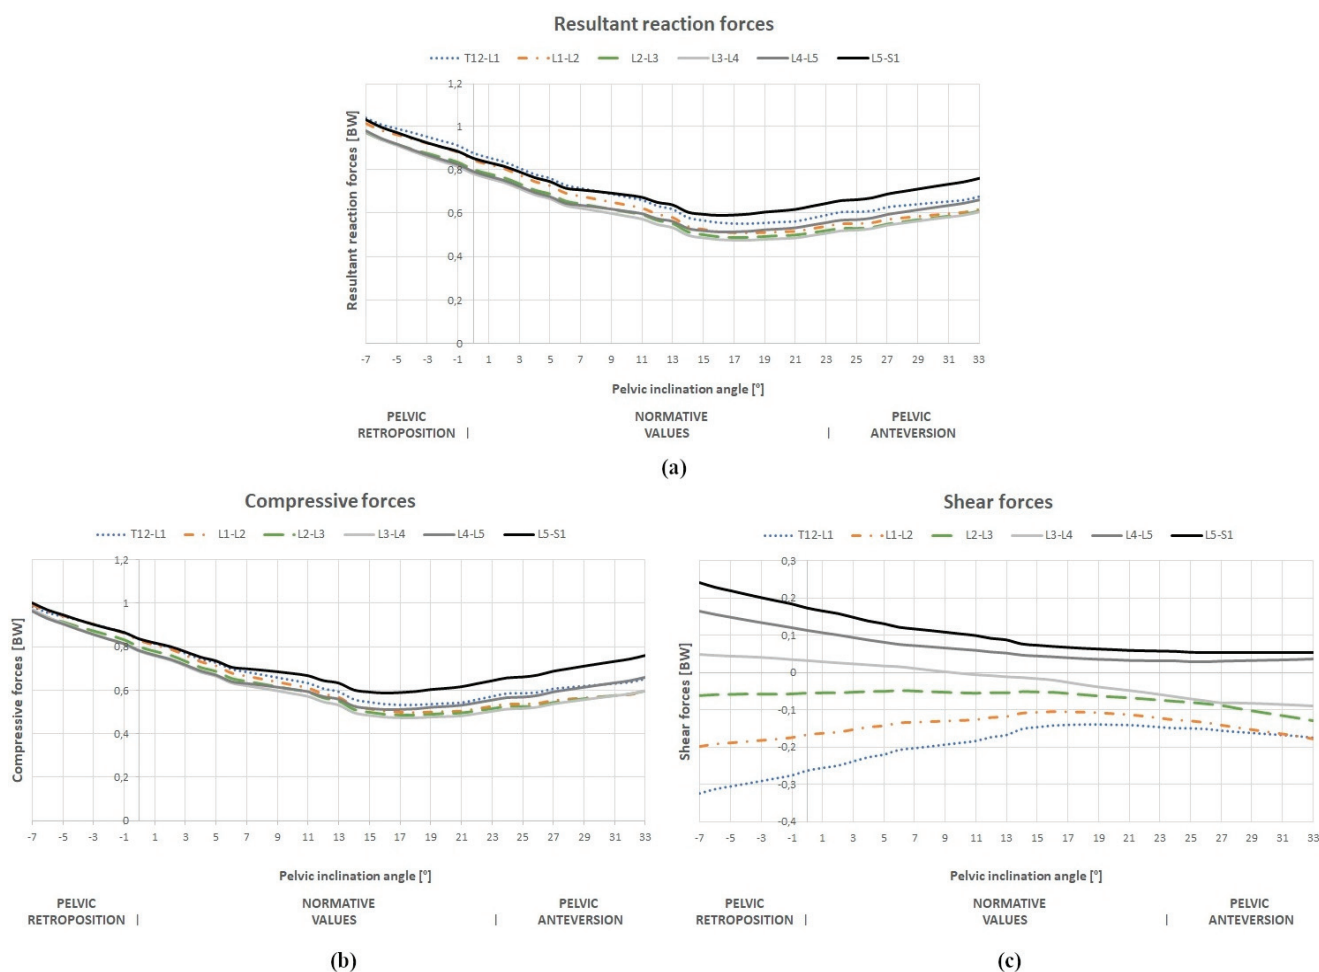 Resultant reaction forces
T12-L1 L1-L2 L2-L3 L3-L4 L4-L5 L5-S1
Resultant reaction forces [BW]
1,2
1
0,8
0,6
0,4
0,2
0
-7 -5 -3 -1 1 3 5 7 9 11 13 15 17 19 21 23 25 27 29 31 33
Pelvic inclination angle [°]
PELVIC RETROPOSITION | NORMATIVE VALUES | PELVIC ANTEVERSION
(a)
Compressive forces
T12-L1 L1-L2 L2-L3 L3-L4 L4-L5 L5-S1
Compressive forces [BW]
1,2
1
0,8
0,6
0,4
0,2
0
-7 -5 -3 -1 1 3 5 7 9 11 13 15 17 19 21 23 25 27 29 31 33
Pelvic inclination angle [°]
PELVIC RETROPOSITION | NORMATIVE VALUES | PELVIC ANTEVERSION
(b)
Shear forces
T12-L1 L1-L2 L2-L3 L3-L4 L4-L5 L5-S1
Shear forces [BW]
0,3
0,2
0,1
0
-0,1
-0,2
-0,3
-0,4
-7 -5 -3 -1 1 3 5 7 9 11 13 15 17 19 21 23 25 27 29 31 33
Pelvic inclination angle [°]
PELVIC RETROPOSITION | NORMATIVE VALUES | PELVIC ANTEVERSION
(c)